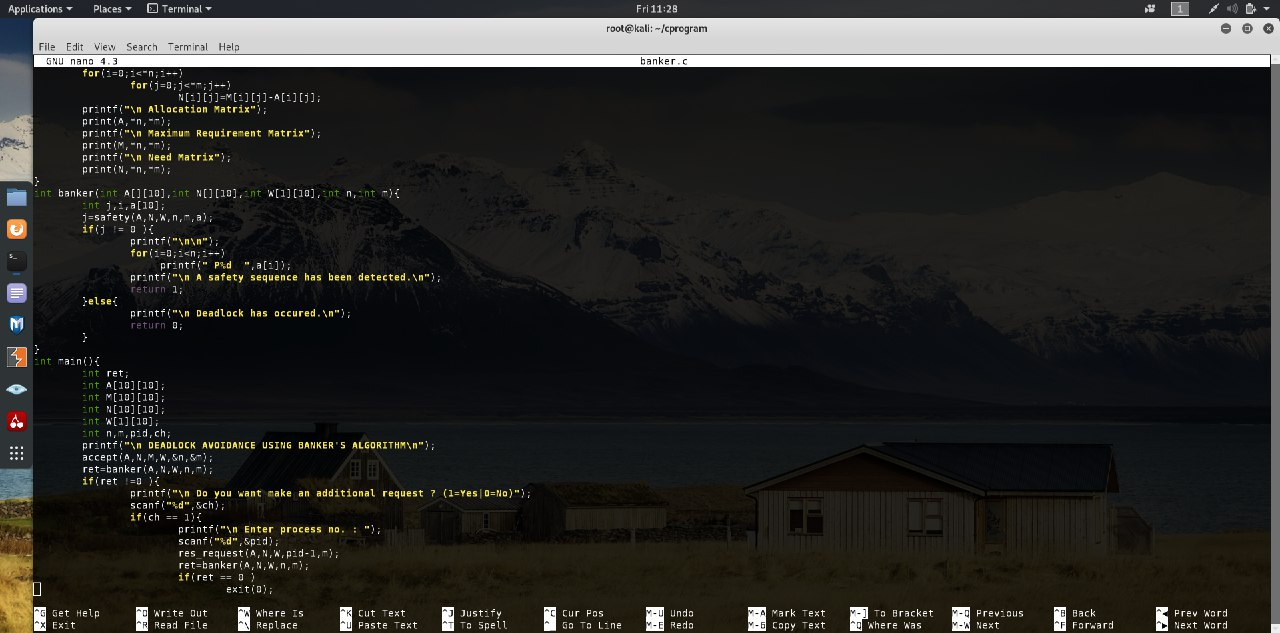 Applications Places Terminal Fri 11:28 1
root@kali: ~/cprogram
File Edit View Search Terminal Help
GNU nano 4.3 banker.c
for(i=0;i<*n;i++)
for(j=0;j<*m;j++)
N[i][j]=M[i][j]-A[i][j];
printf("\n Allocation Matrix");
print(A,*n,*m);
printf("\n Maximum Requirement Matrix");
print(M,*n,*m);
printf("\n Need Matrix");
print(N,*n,*m);
}
int banker(int A[][10],int N[][10],int W[1][10],int n,int m){
int j,i,a[10];
j=safety(A,N,W,n,m,a);
if(j != 0 ){
printf("\n\n");
for(i=0;i<n;i++)
printf(" P%d  ",a[i]);
printf("\n A safety sequence has been detected.\n");
return 1;
}else{
printf("\n Deadlock has occured.\n");
return 0;
}
}
int main(){
int ret;
int A[10][10];
int M[10][10];
int N[10][10];
int W[1][10];
int n,m,pid,ch;
printf("\n DEADLOCK AVOIDANCE USING BANKER'S ALGORITHM\n");
accept(A,N,M,W,&n,&m);
ret=banker(A,N,W,n,m);
if(ret !=0 ){
printf("\n Do you want make an additional request ? (1=Yes|0=No)");
scanf("%d",&ch);
if(ch == 1){
printf("\n Enter process no. : ");
scanf("%d",&pid);
res_request(A,N,W,pid-1,m);
ret=banker(A,N,W,n,m);
if(ret == 0 )
exit(0);
^G Get Help ^O Write Out ^W Where Is ^K Cut Text ^J Justify ^C Cur Pos M-U Undo M-A Mark Text M-] To Bracket M-Q Previous ^B Back Prev Word
^X Exit ^R Read File ^\ Replace ^U Paste Text ^T To Spell ^_ Go To Line M-E Redo M-6 Copy Text ^Q Where Was M-W Next ^F Forward Next Word